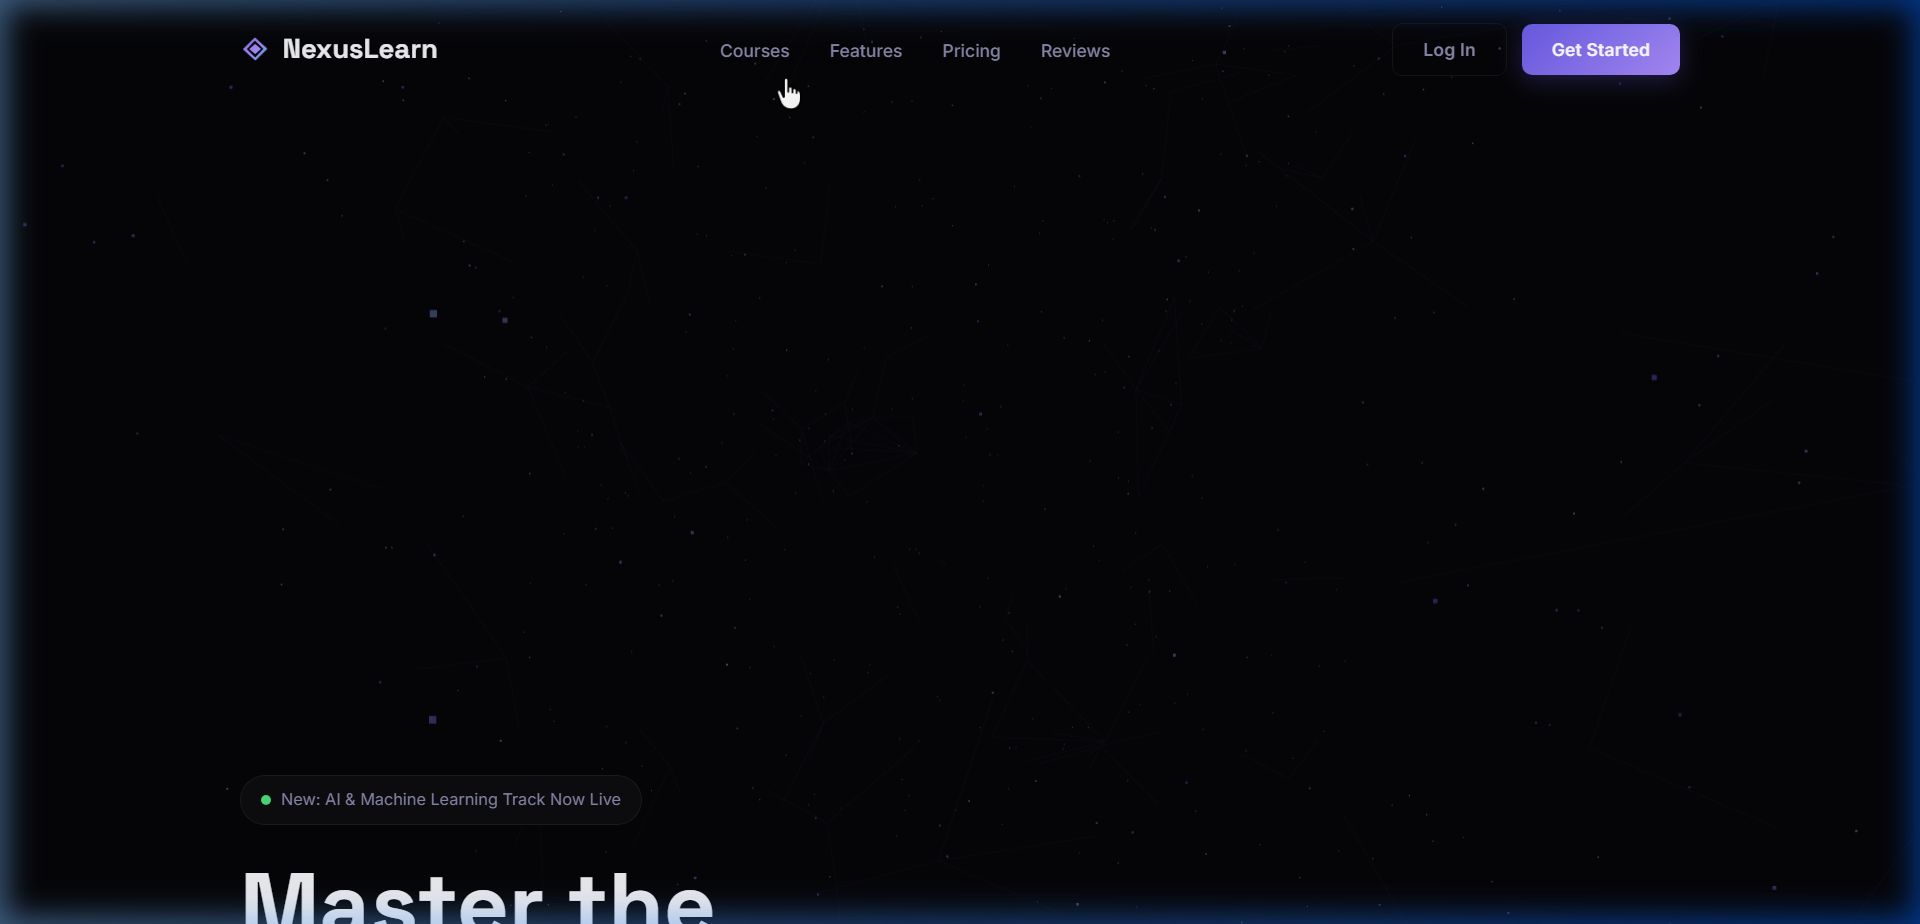 NexusLearn
Courses
Features
Pricing
Reviews
Log In
Get Started
New: AI & Machine Learning Track Now Live
Master the